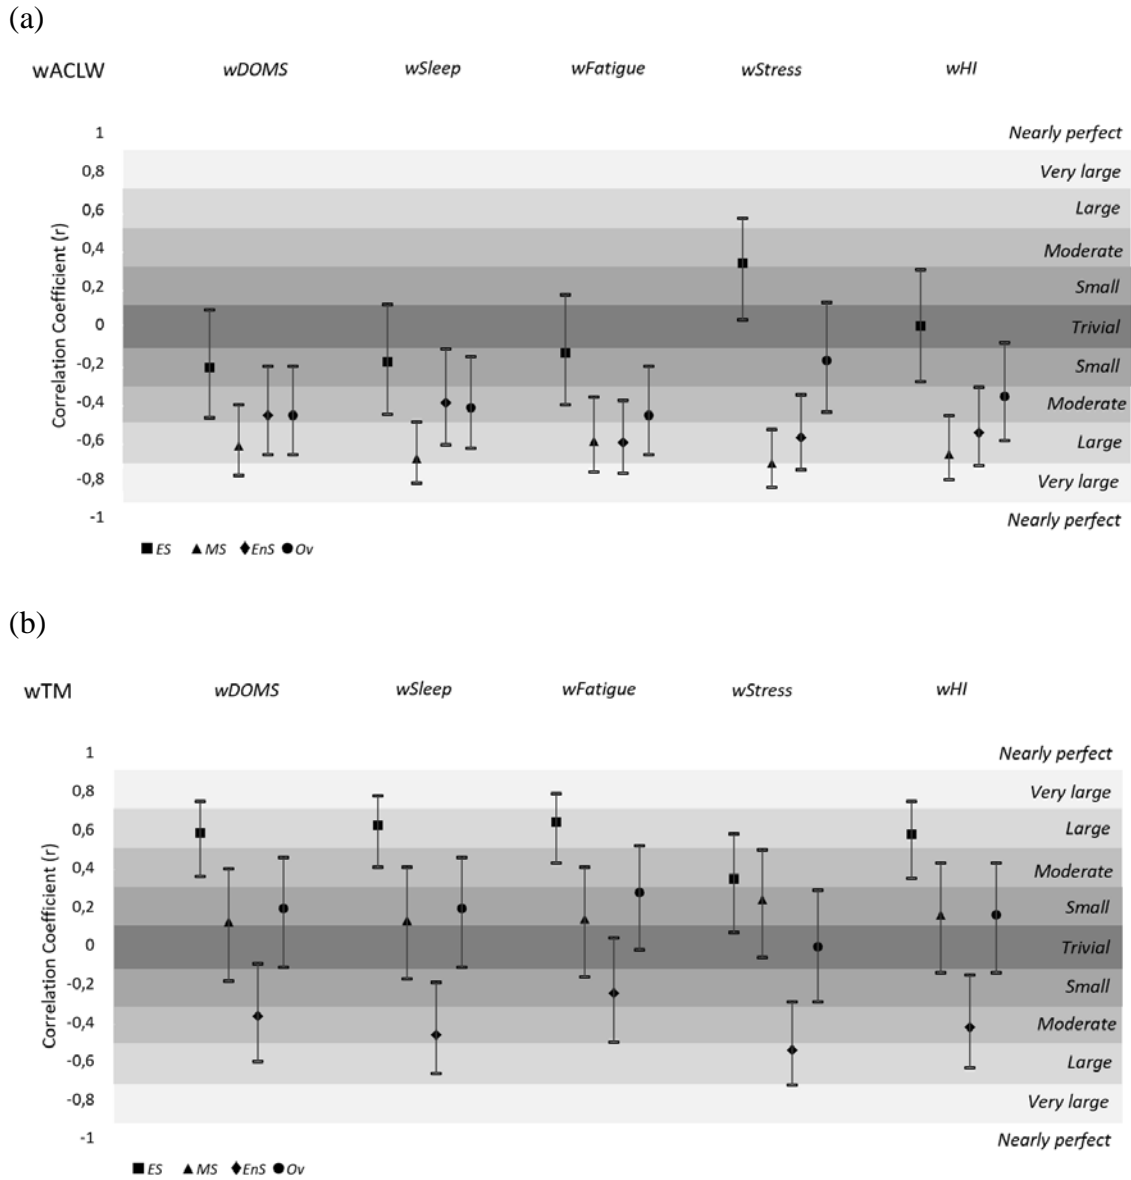 (a)
wACLW wDOMS wSleep wFatigue wStress wHI
1 Nearly perfect
0,8 Very large
0,6 Large
0,4 Moderate
0,2 Small
0 Trivial
-0,2 Small
-0,4 Moderate
-0,6 Large
-0,8 Very large
-1 Nearly perfect
Correlation Coefficient (r)
ES MS EnS Ov
(b)
wTM wDOMS wSleep wFatigue wStress wHI
1 Nearly perfect
0,8 Very large
0,6 Large
0,4 Moderate
0,2 Small
0 Trivial
-0,2 Small
-0,4 Moderate
-0,6 Large
-0,8 Very large
-1 Nearly perfect
Correlation Coefficient (r)
ES MS EnS Ov